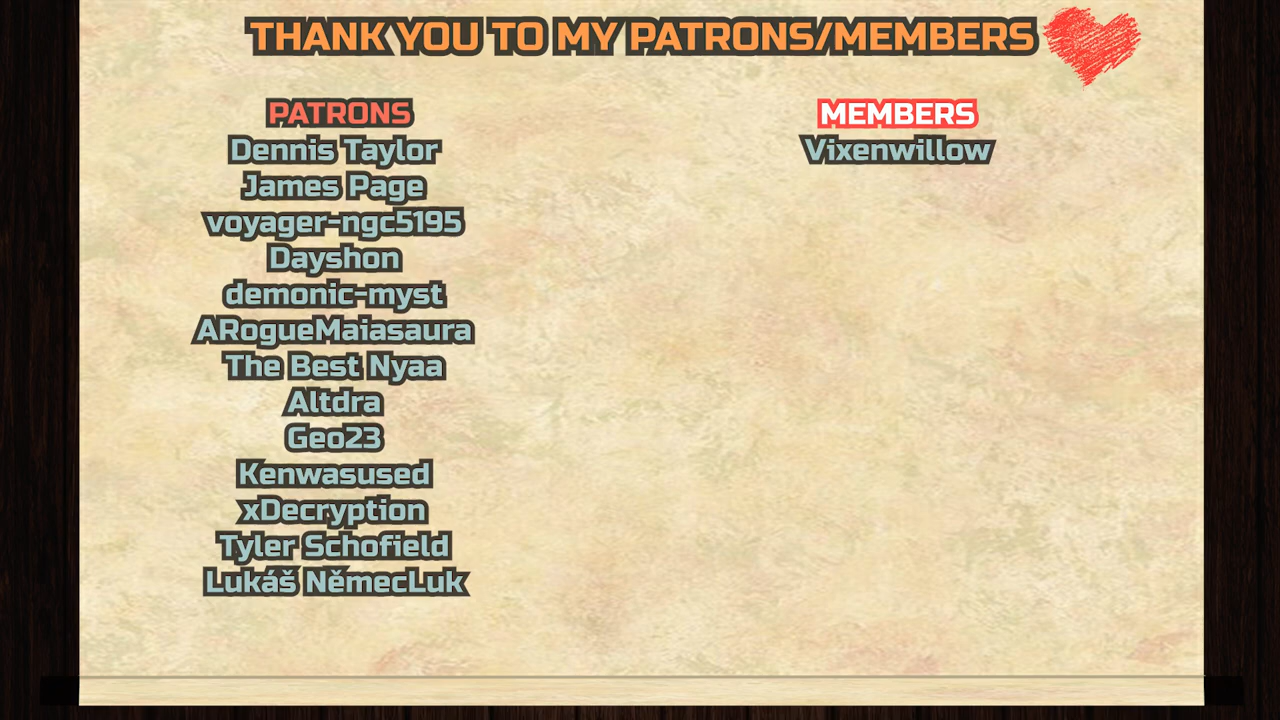 THANK YOU TO MY PATRONS/MEMBERS
PATRONS
Dennis Taylor
James Page
voyager-ngc5195
Dayshon
demonic-myst
ARogueMaiasaura
The Best Nyaa
Altdra
Geo23
Kenwasused
xDecryption
Tyler Schofield
Lukáš NěmecLuk
MEMBERS
Vixenwillow